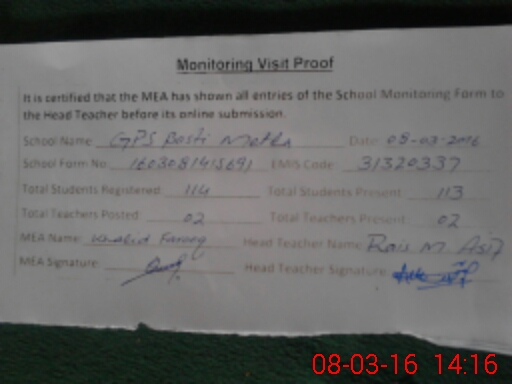 Monitoring Visit Proof
It is certified that the MEA has shown all entries of the School Monitoring Form to
the Head Teacher before its online submission.
School Name: GPS Basti Date: 08-03-2016
School Form No. EMIS Code: 31320337
Total Students Registered: 114 Total Students Present: 113
Total Teachers Posted: 02 Total Teachers Present: 02
MEA Name: Khalid Farooq Head Teacher Name: Rais M. Asif
MEA Signature: Head Teacher Signature:
08-03-16 14:16